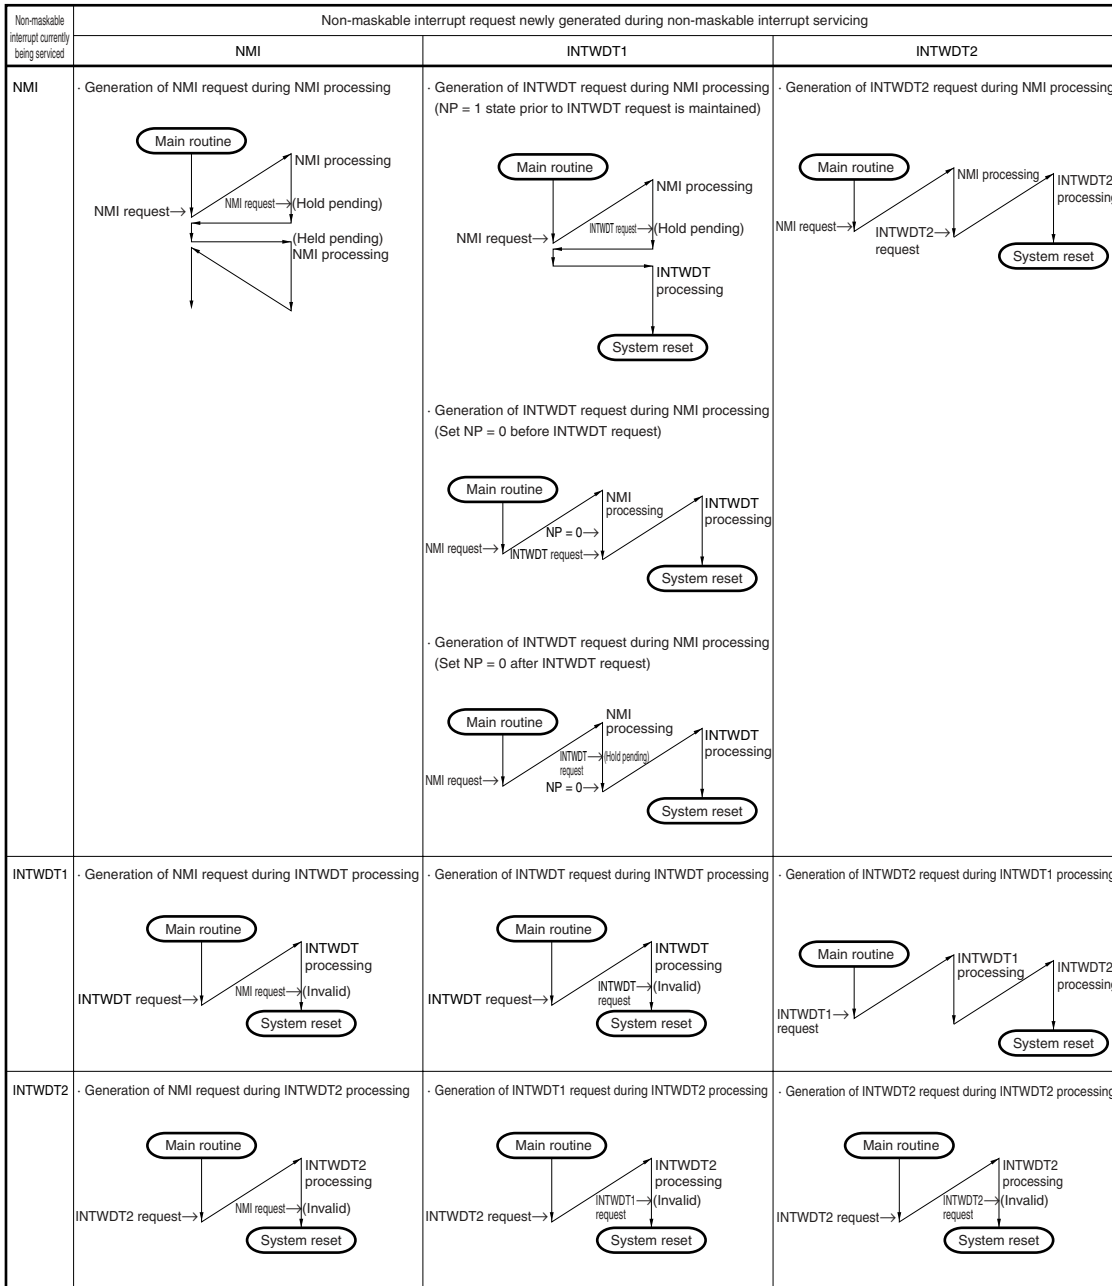 Non-maskable
interrupt currently
being serviced
Non-maskable interrupt request newly generated during non-maskable interrupt servicing
NMI
INTWDT1
INTWDT2
NMI
· Generation of NMI request during NMI processing
Main routine
NMI processing
NMI request→
NMI request→(Hold pending)
(Held pending)
NMI processing
· Generation of INTWDT request during NMI processing
(NP = 1 state prior to INTWDT request is maintained)
Main routine
NMI processing
NMI request→
INTWDT request→(Hold pending)
INTWDT
processing
System reset
· Generation of INTWDT request during NMI processing
(Set NP = 0 before INTWDT request)
Main routine
NMI
processing
INTWDT
processing
NP = 0→
NMI request→
INTWDT request→
System reset
· Generation of INTWDT request during NMI processing
(Set NP = 0 after INTWDT request)
Main routine
NMI
processing
INTWDT
processing
INTWDT→(Hold pending)
request
NMI request→
NP = 0→
System reset
· Generation of INTWDT2 request during NMI processing
Main routine
NMI processing
INTWDT2
processing
NMI request→
INTWDT2→
request
System reset
INTWDT1
· Generation of NMI request during INTWDT processing
Main routine
INTWDT
processing
INTWDT request→
NMI request→(Invalid)
System reset
· Generation of INTWDT request during INTWDT processing
Main routine
INTWDT
processing
INTWDT request→
INTWDT→(Invalid)
request
System reset
· Generation of INTWDT2 request during INTWDT1 processing
Main routine
INTWDT1
processing
INTWDT2
processing
INTWDT1→
request
System reset
INTWDT2
· Generation of NMI request during INTWDT2 processing
Main routine
INTWDT2
processing
NMI request→(Invalid)
INTWDT2 request→
System reset
· Generation of INTWDT1 request during INTWDT2 processing
Main routine
INTWDT2
processing
INTWDT1→(Invalid)
request
INTWDT2 request→
System reset
· Generation of INTWDT2 request during INTWDT2 processing
Main routine
INTWDT2
processing
INTWDT2→(Invalid)
request
INTWDT2 request→
System reset